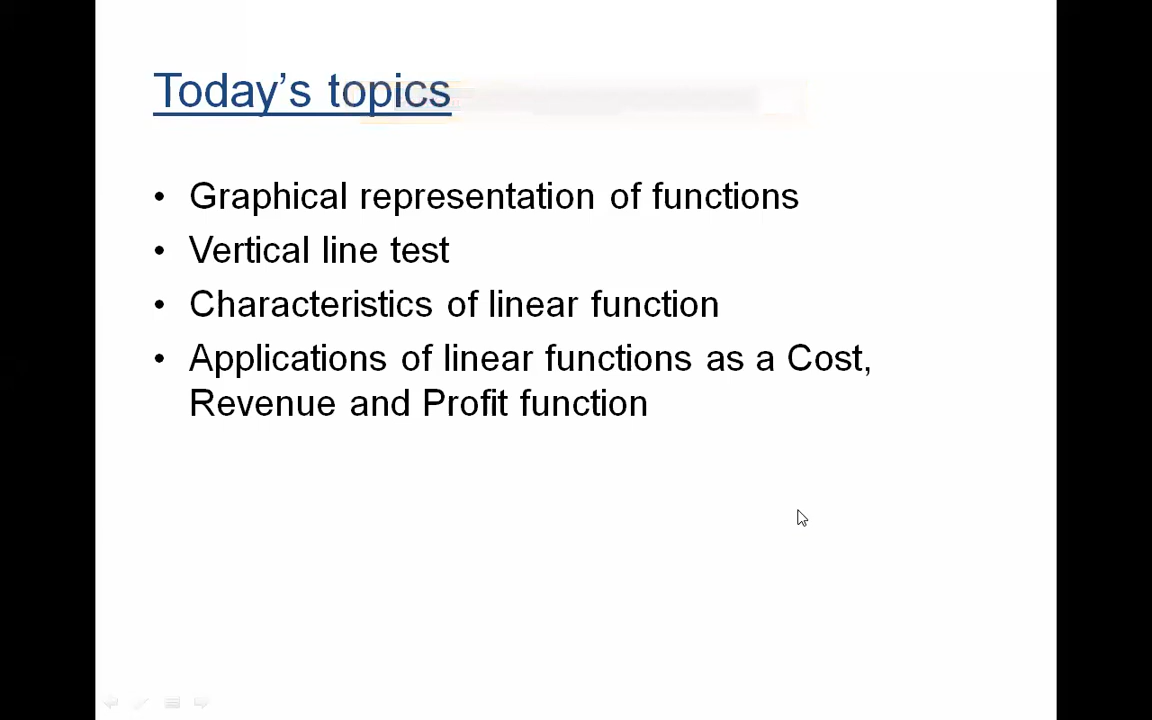 Today's topics
• Graphical representation of functions
• Vertical line test
• Characteristics of linear function
• Applications of linear functions as a Cost,
Revenue and Profit function